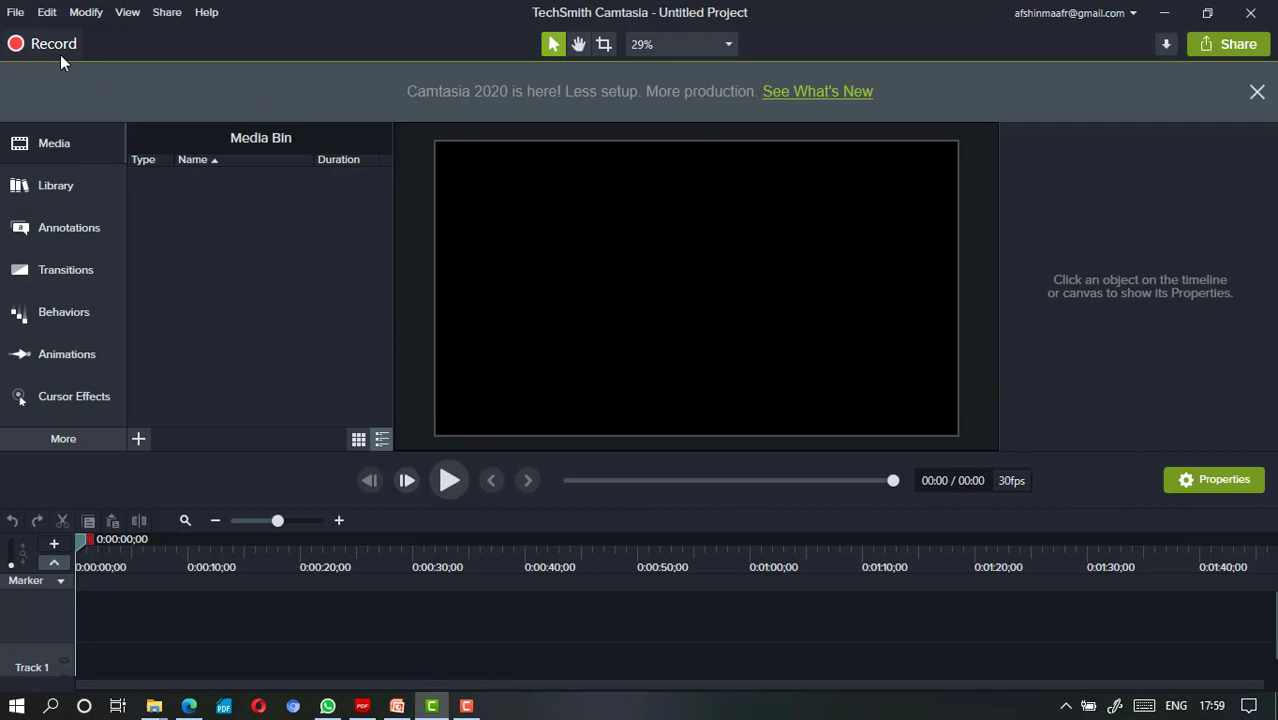 File Edit Modify View Share Help
TechSmith Camtasia - Untitled Project
afshinmaafr@gmail.com
Record
29%
Share
Camtasia 2020 is here! Less setup. More production. See What's New
Media
Library
Annotations
Transitions
Behaviors
Animations
Cursor Effects
More
Media Bin
Type Name Duration
Click an object on the timeline
or canvas to show its Properties.
00:00 / 00:00 30fps
Properties
0:00:00;00
0:00:00;00 0:00:10;00 0:00:20;00 0:00:30;00 0:00:40;00 0:00:50;00 0:01:00;00 0:01:10;00 0:01:20;00 0:01:30;00 0:01:40;00
Marker
Track 1
ENG 17:59